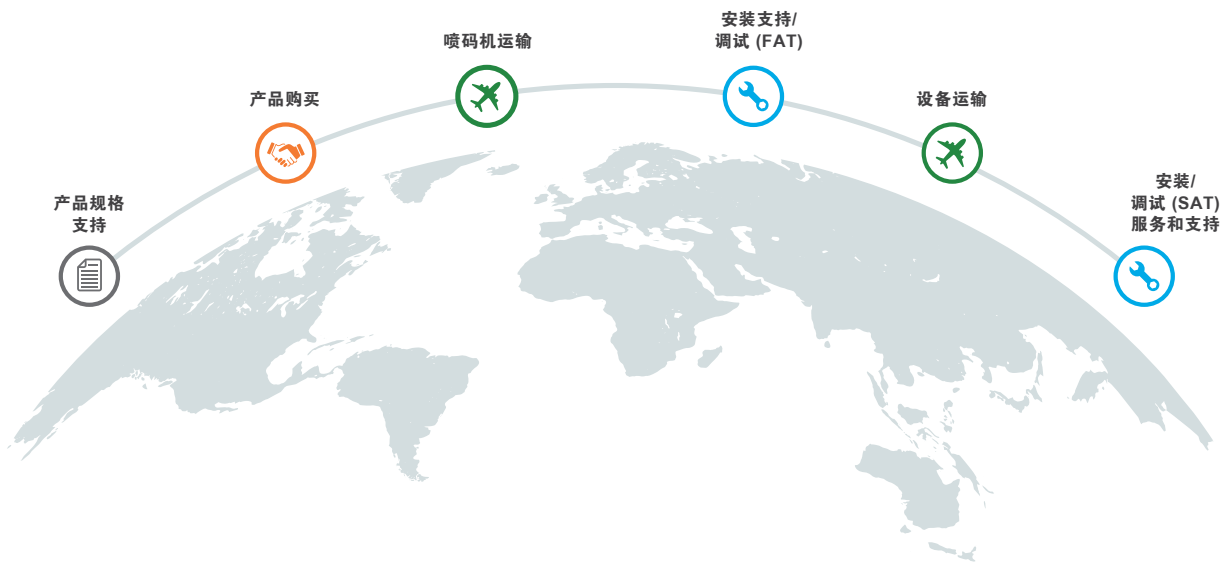 产品规格
支持
产品购买
喷码机运输
安装支持/
调试 (FAT)
设备运输
安装/
调试 (SAT)
服务和支持